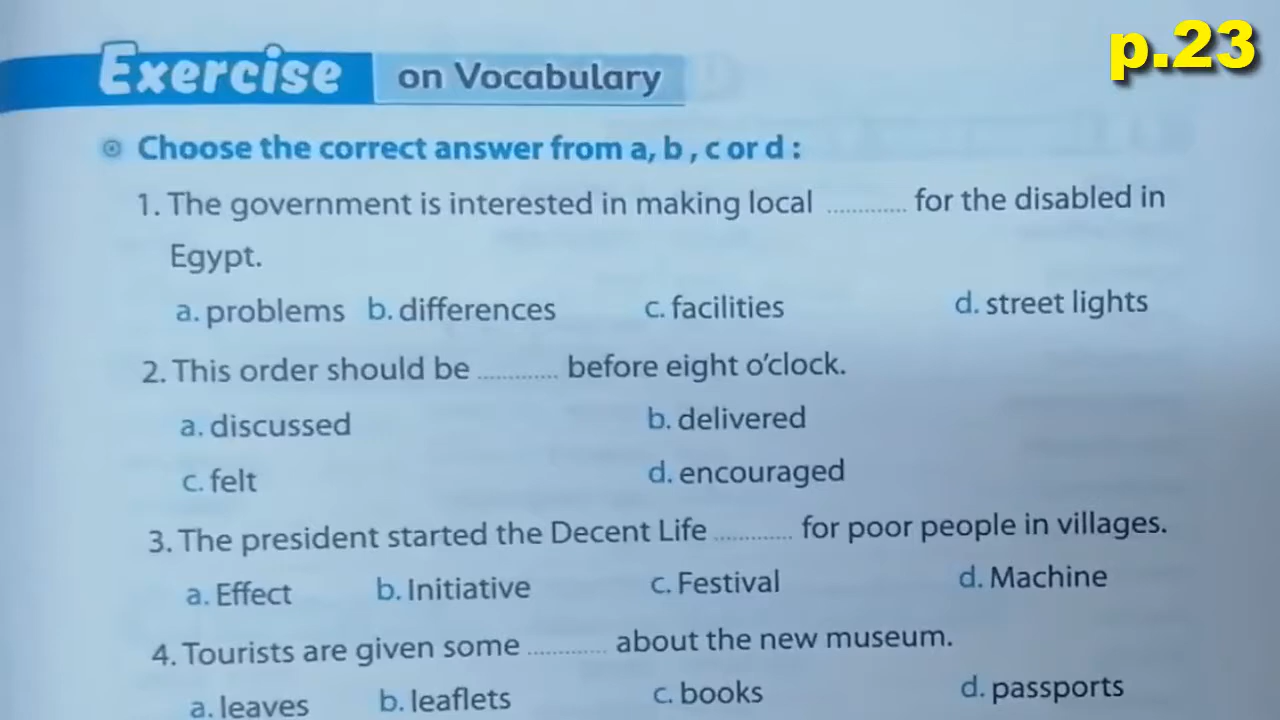 p.23
Exercise on Vocabulary
Choose the correct answer from a, b, c or d :
1. The government is interested in making local ............ for the disabled in
Egypt.
a. problems b. differences c. facilities d. street lights
2. This order should be ............ before eight o'clock.
a. discussed b. delivered
c. felt d. encouraged
3. The president started the Decent Life ............ for poor people in villages.
a. Effect b. Initiative c. Festival d. Machine
4. Tourists are given some ............ about the new museum.
a. leaves b. leaflets c. books d. passports